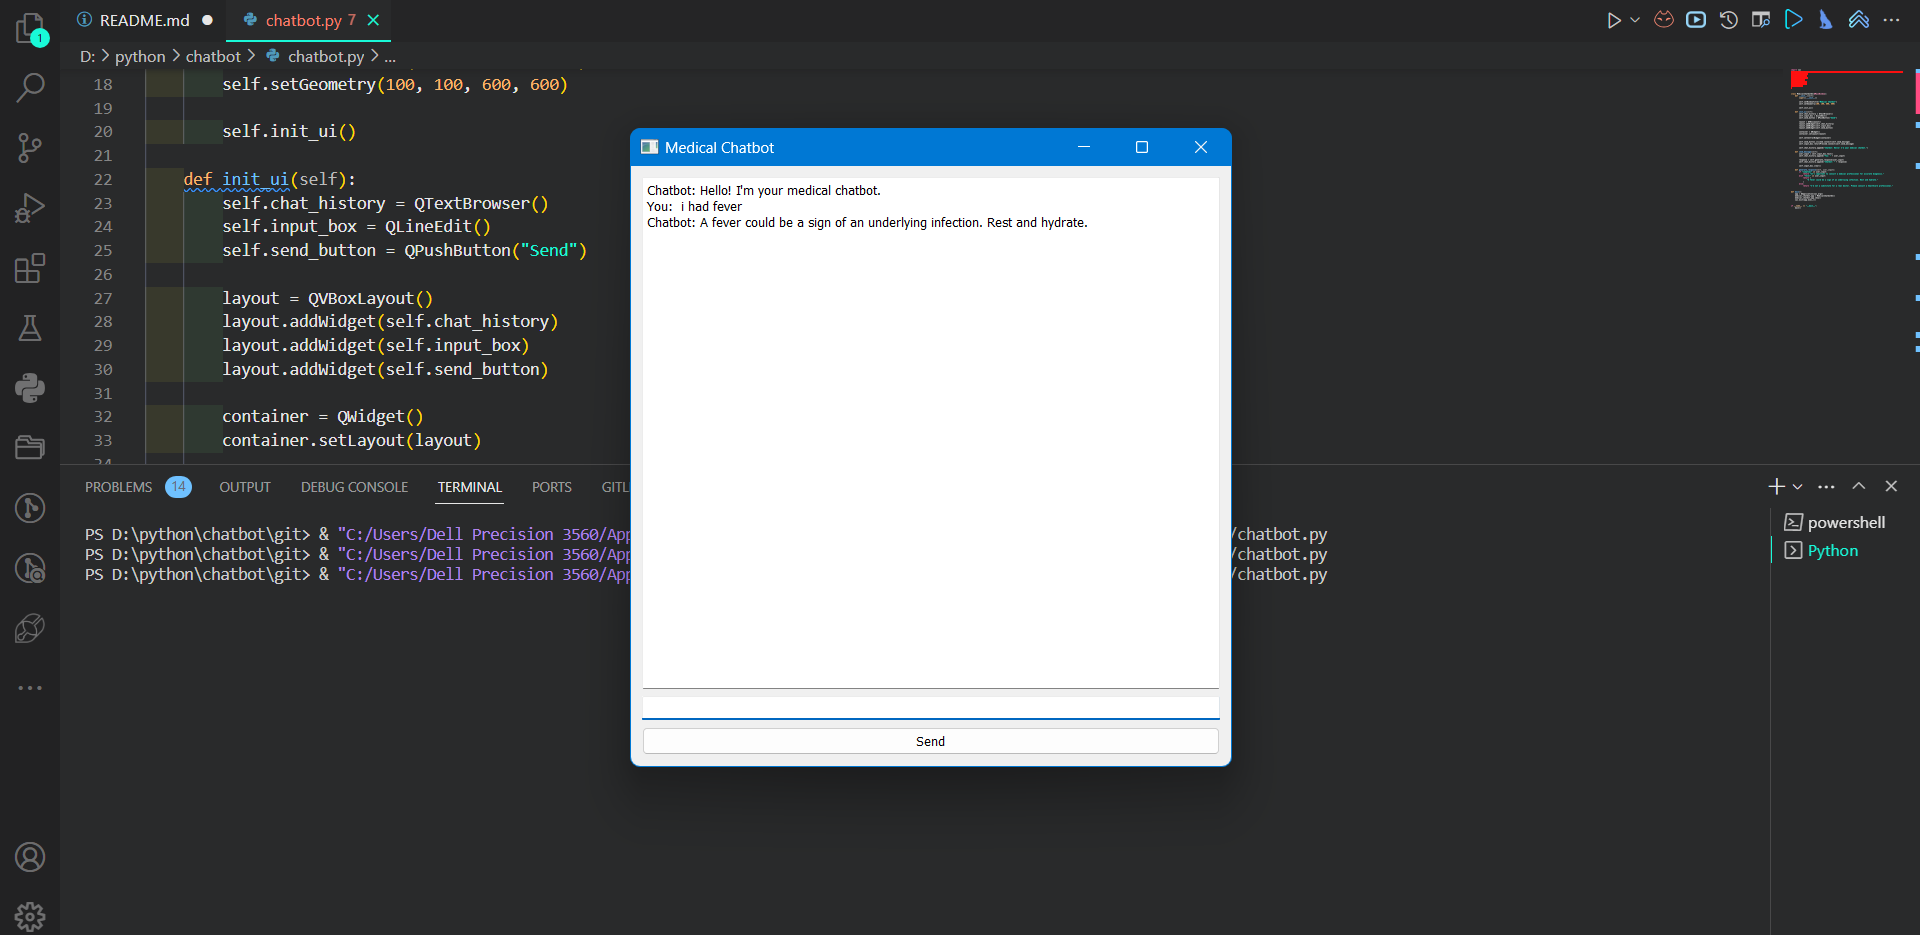 README.md
chatbot.py 7
1
D: > python > chatbot > chatbot.py > ...
18 self.setGeometry(100, 100, 600, 600)
19
20 self.init_ui()
21
22 def init_ui(self):
23 self.chat_history = QTextBrowser()
24 self.input_box = QLineEdit()
25 self.send_button = QPushButton("Send")
26
27 layout = QVBoxLayout()
28 layout.addWidget(self.chat_history)
29 layout.addWidget(self.input_box)
30 layout.addWidget(self.send_button)
31
32 container = QWidget()
33 container.setLayout(layout)
34
Medical Chatbot
Chatbot: Hello! I'm your medical chatbot.
You:  i had fever
Chatbot: A fever could be a sign of an underlying infection. Rest and hydrate.
Send
PROBLEMS 14 OUTPUT DEBUG CONSOLE TERMINAL PORTS GITL
PS D:\python\chatbot\git> & "C:/Users/Dell Precision 3560/App /chatbot.py
PS D:\python\chatbot\git> & "C:/Users/Dell Precision 3560/App /chatbot.py
PS D:\python\chatbot\git> & "C:/Users/Dell Precision 3560/App /chatbot.py
powershell
Python